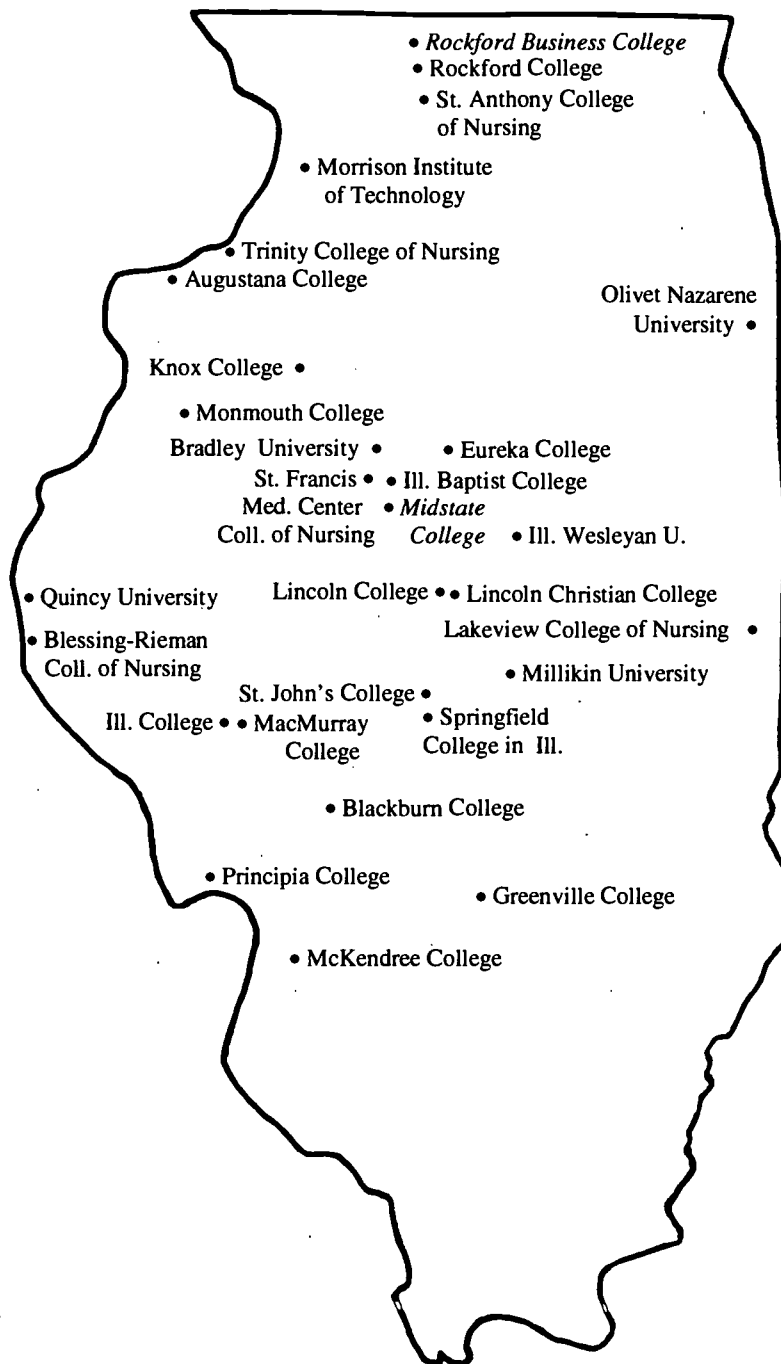 Rockford Business College
Rockford College
St. Anthony College
of Nursing
Morrison Institute
of Technology
Trinity College of Nursing
Augustana College
Olivet Nazarene
University
Knox College
Monmouth College
Bradley University
Eureka College
St. Francis
Med. Center
Coll. of Nursing
Ill. Baptist College
Midstate
College
Ill. Wesleyan U.
Quincy University
Lincoln College
Lincoln Christian College
Blessing-Rieman
Coll. of Nursing
Lakeview College of Nursing
Millikin University
St. John's College
Ill. College
MacMurray
College
Springfield
College in Ill.
Blackburn College
Principia College
Greenville College
McKendree College